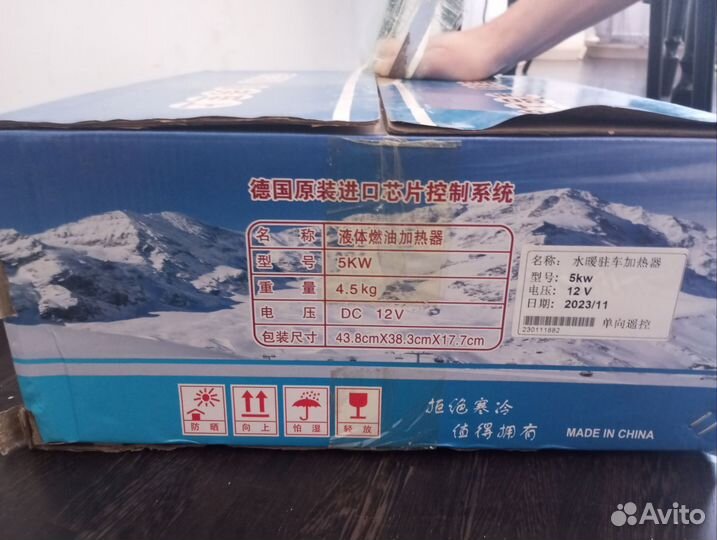 德国原装进口芯片控制系统
名 称 液体燃油加热器
型 号 5KW
重 量 4.5kg
电 压 DC 12V
包装尺寸 43.8cmX38.3cmX17.7cm
名称: 水暖驻车加热器
型号: 5kw
电压: 12 V
日期: 2023/11
230111882 单向遥控
防晒 向上 怕湿 轻放
拒绝寒冷
值得拥有
MADE IN CHINA
Avito